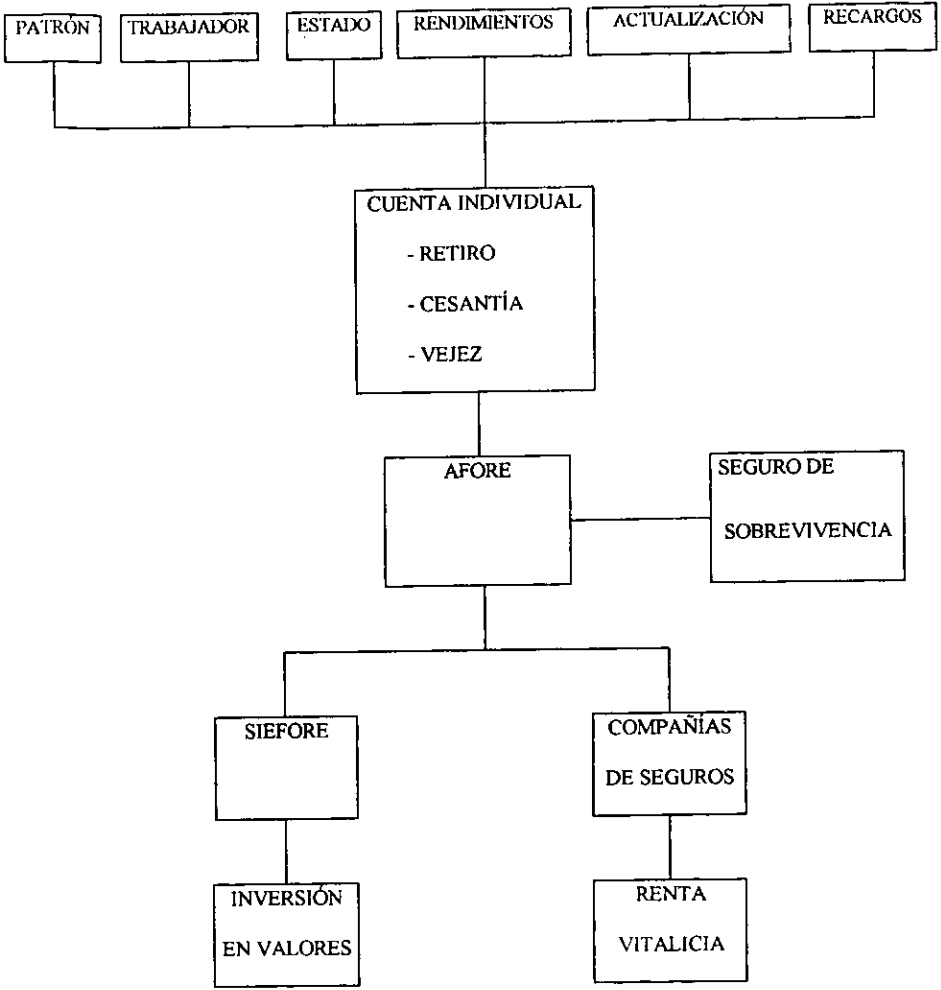 PATRÓN
TRABAJADOR
ESTADO
RENDIMIENTOS
ACTUALIZACIÓN
RECARGOS
CUENTA INDIVIDUAL
- RETIRO
- CESANTÍA
- VEJEZ
AFORE
SEGURO DE
SOBREVIVENCIA
SIEFORE
COMPAÑÍAS
DE SEGUROS
INVERSIÓN
EN VALORES
RENTA
VITALICIA